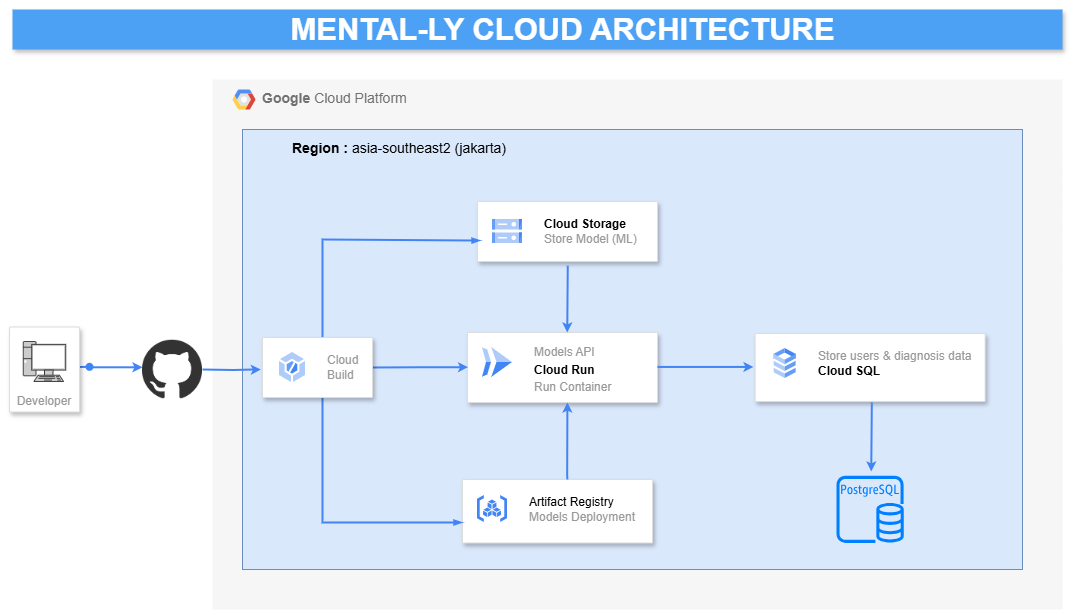 MENTAL-LY CLOUD ARCHITECTURE
Google Cloud Platform
Region : asia-southeast2 (jakarta)
Cloud Storage
Store Model (ML)
Developer
Cloud
Build
Models API
Cloud Run
Run Container
Store users & diagnosis data
Cloud SQL
Artifact Registry
Models Deployment
PostgreSQL